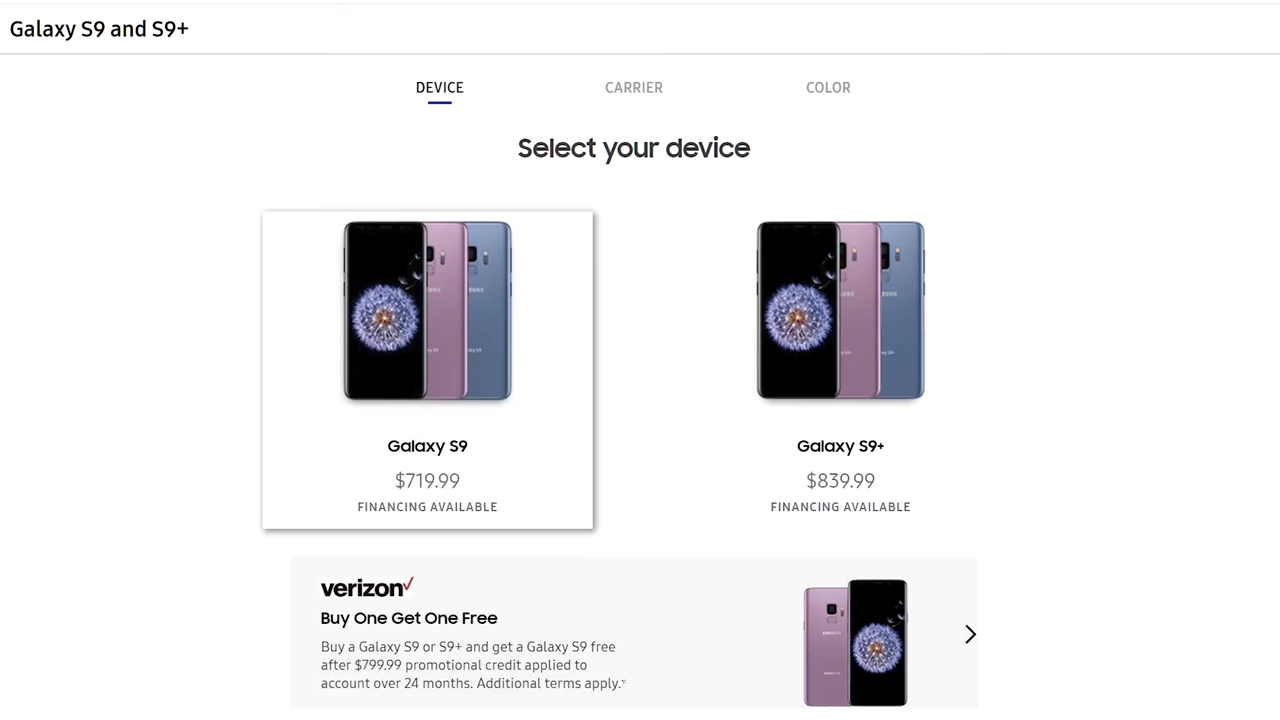 Galaxy S9 and S9+
DEVICE
CARRIER
COLOR
Select your device
Galaxy S9
$719.99
FINANCING AVAILABLE
Galaxy S9+
$839.99
FINANCING AVAILABLE
verizon
Buy One Get One Free
Buy a Galaxy S9 or S9+ and get a Galaxy S9 free
after $799.99 promotional credit applied to
account over 24 months. Additional terms apply.